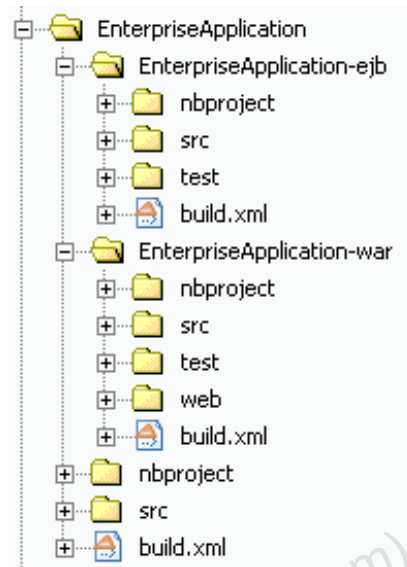 EnterpriseApplication
EnterpriseApplication-ejb
nbproject
src
test
build.xml
EnterpriseApplication-war
nbproject
src
test
web
build.xml
nbproject
src
build.xml
m)